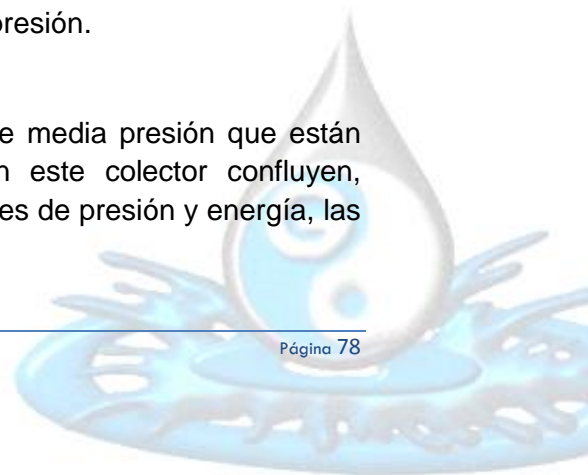 presión.
e media presión que están
n este colector confluyen,
es de presión y energía, las
Página 78